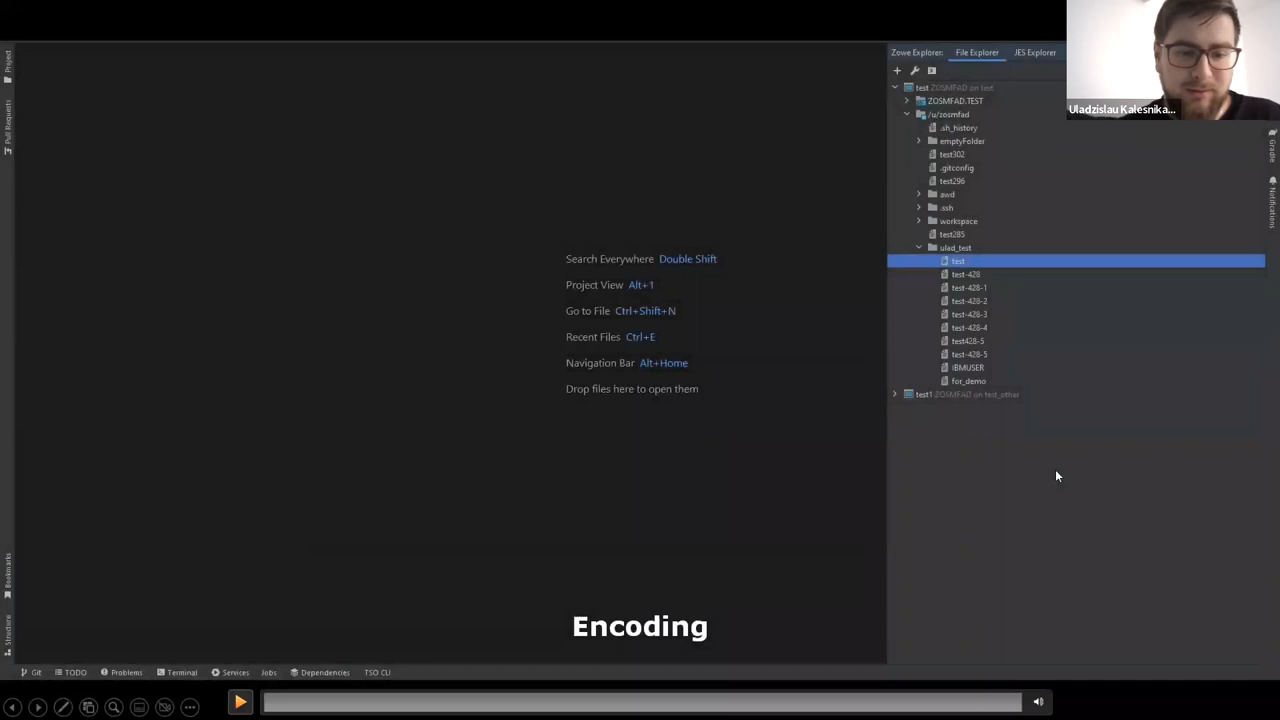 Project
Pull Requests
Bookmarks
Structure
Search Everywhere Double Shift
Project View Alt+1
Go to File Ctrl+Shift+N
Recent Files Ctrl+E
Navigation Bar Alt+Home
Drop files here to open them
Zowe Explorer: File Explorer JES Explorer
test ZOSMFAD on test
ZOSMFAD.TEST
/u/zosmfad
.sh_history
emptyFolder
test302
.gitconfig
test296
awd
.ssh
workspace
test285
ulad_test
test
test-428
test-428-1
test-428-2
test-428-3
test-428-4
test428-5
test-428-5
IBMUSER
for_demo
test1 ZOSMFAD on test_othar
Uladzislau Kalesnika...
Gradle
Notifications
Encoding
Git TODO Problems Terminal Services Jobs Dependencies TSO CLI